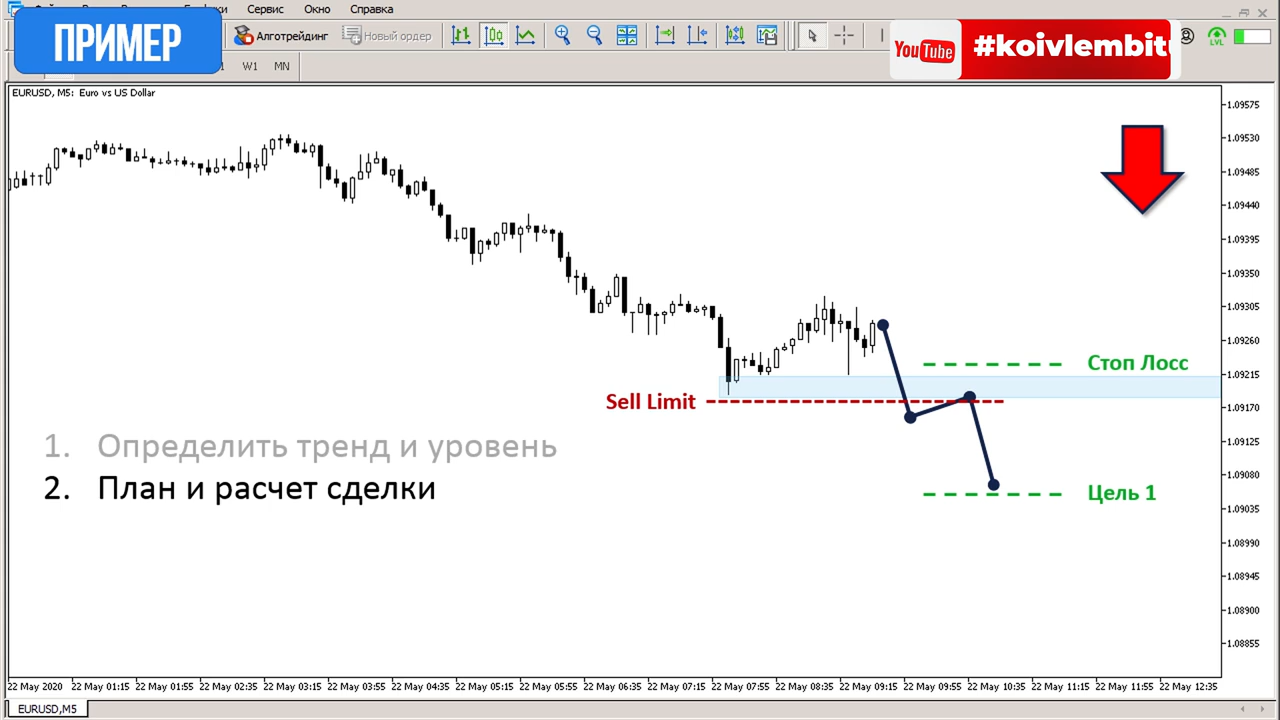 Сервис Окно Справка
ПРИМЕР
Алготрейдинг Новый ордер
YouTube #koivlembit
LVL
W1 MN
EURUSD, M5: Euro vs US Dollar
1.09575
1.09530
1.09485
1.09440
1.09395
1.09350
1.09305
1.09260
Стоп Лосс
1.09215
Sell Limit
1.09170
1. Определить тренд и уровень
1.09125
2. План и расчет сделки
1.09080
Цель 1
1.09035
1.08990
1.08945
1.08900
1.08855
22 May 2020 22 May 01:15 22 May 01:55 22 May 02:35 22 May 03:15 22 May 03:55 22 May 04:35 22 May 05:15 22 May 05:55 22 May 06:35 22 May 07:15 22 May 07:55 22 May 08:35 22 May 09:15 22 May 09:55 22 May 10:35 22 May 11:15 22 May 11:55 22 May 12:35
EURUSD,M5